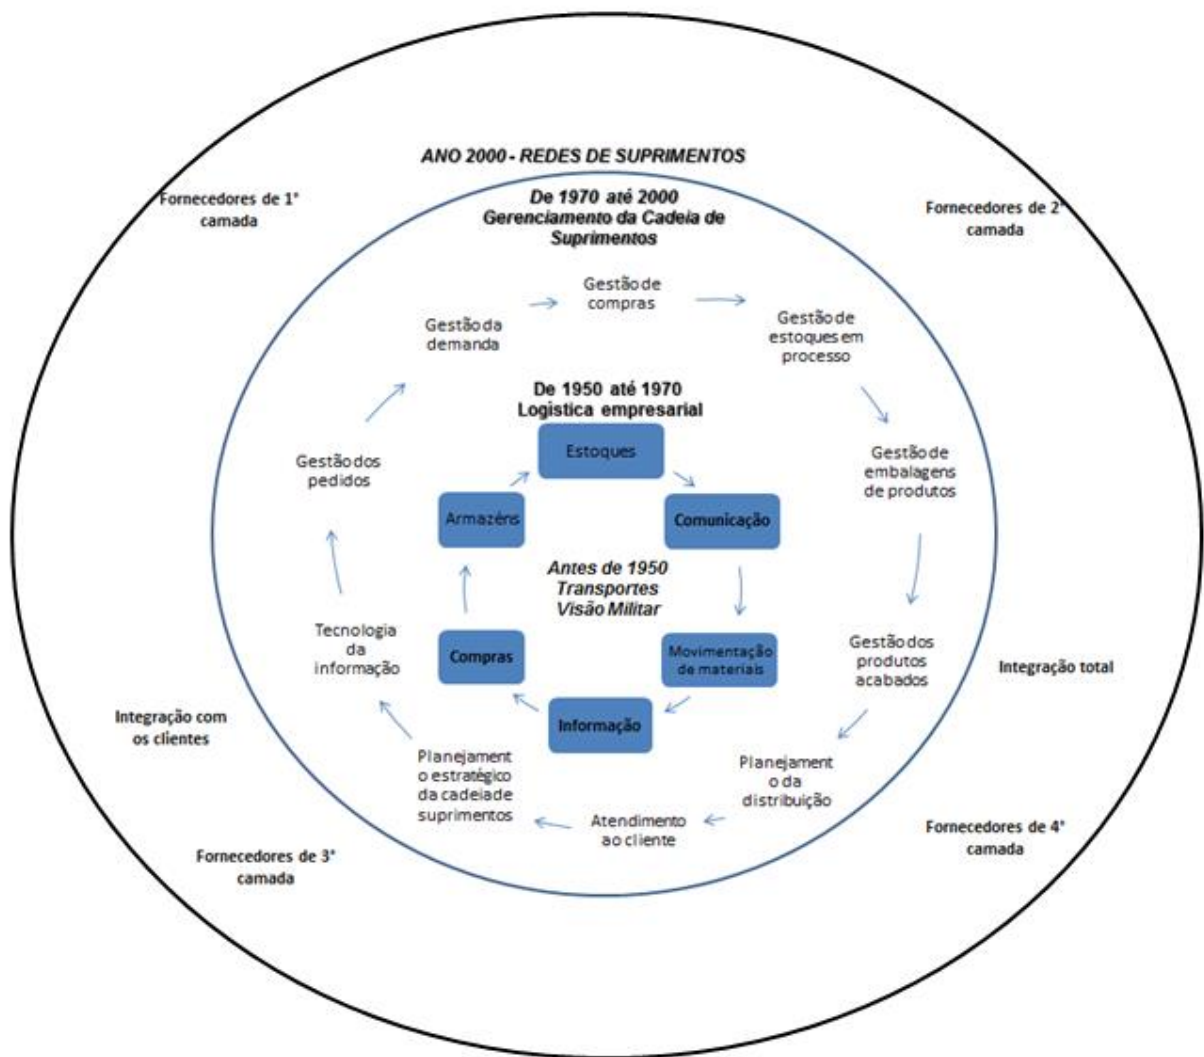 ANO 2000 - REDES DE SUPRIMENTOS
Fornecedores de 1°
camada
De 1970 até 2000
Gerenciamento da Cadeia de
Suprimentos
Fornecedores de 2°
camada
Gestão de
compras
Gestão da
demanda
Gestão de
estoques em
processo
De 1950 até 1970
Logística empresarial
Estoques
Gestão dos
pedidos
Gestão de
embalagens
de produtos
Armazéns
Comunicação
Antes de 1950
Transportes
Visão Militar
Tecnologia
da
informação
Compras
Movimentação
de materiais
Gestão dos
produtos
acabados
Integração total
Integração com
os clientes
Informação
Planejament
o estratégico
da cadeia de
suprimentos
Planejament
o da
distribuição
Atendimento
ao cliente
Fornecedores de 3°
camada
Fornecedores de 4°
camada